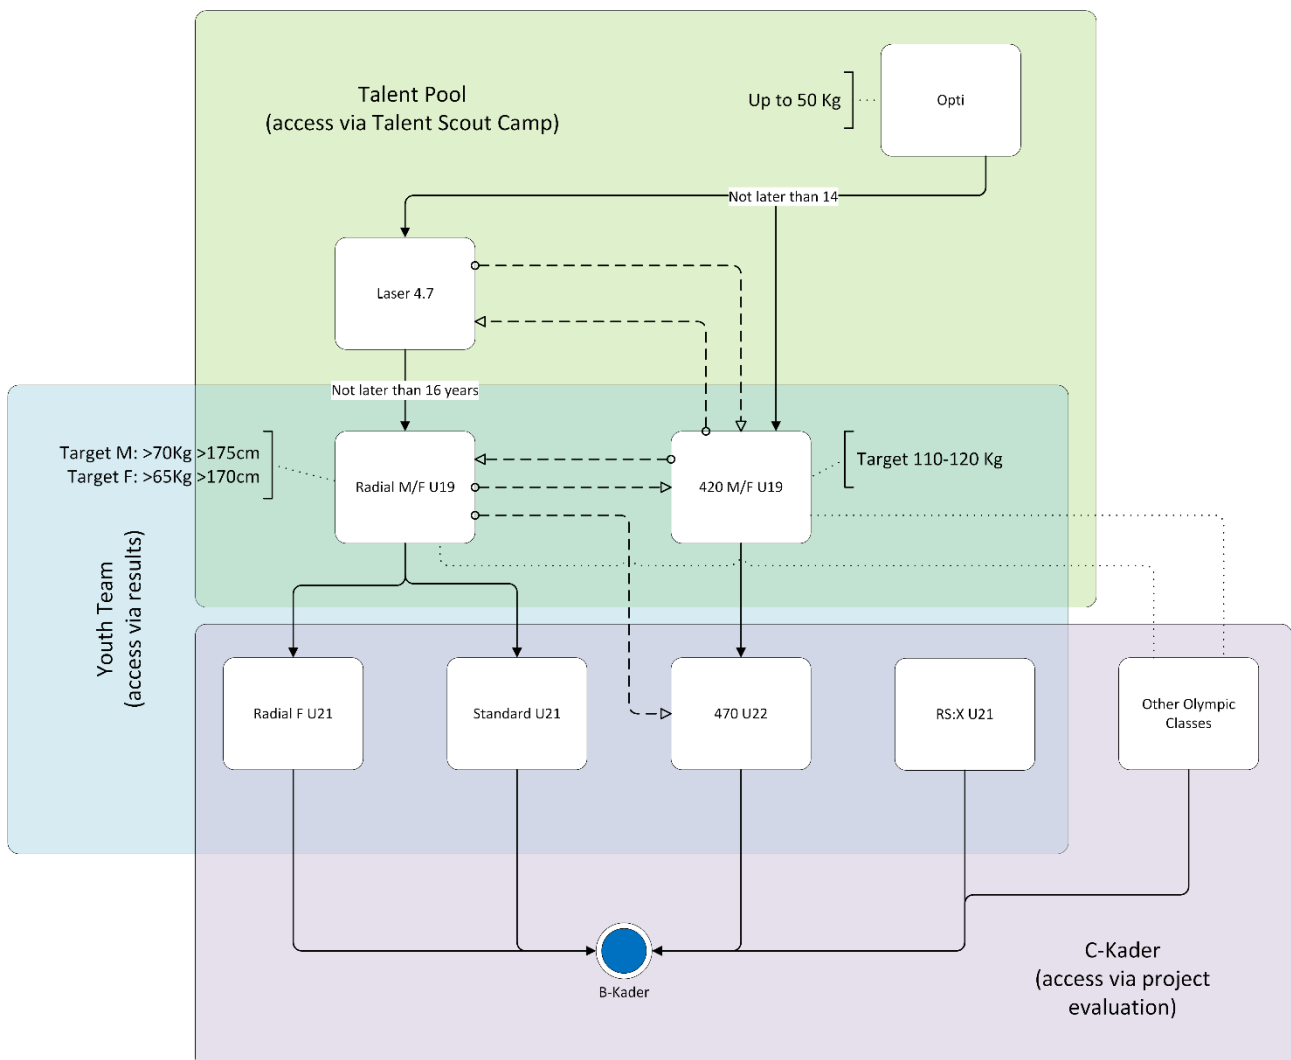 Talent Pool
(access via Talent Scout Camp)
Up to 50 Kg
Opti
Not later than 14
Laser 4.7
Not later than 16 years
Target M: >70Kg >175cm
Target F: >65Kg >170cm
Radial M/F U19
420 M/F U19
Target 110-120 Kg
Youth Team
(access via results)
Radial F U21
Standard U21
470 U22
RS:X U21
Other Olympic
Classes
B-Kader
C-Kader
(access via project
evaluation)